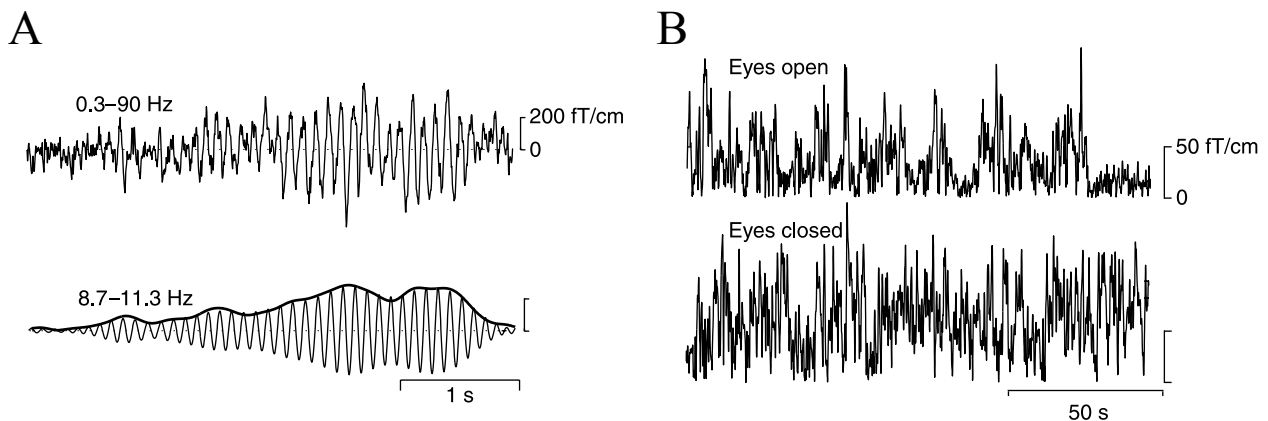 A
0.3–90 Hz
200 fT/cm
0
8.7–11.3 Hz
1 s
B
Eyes open
50 fT/cm
0
Eyes closed
50 s